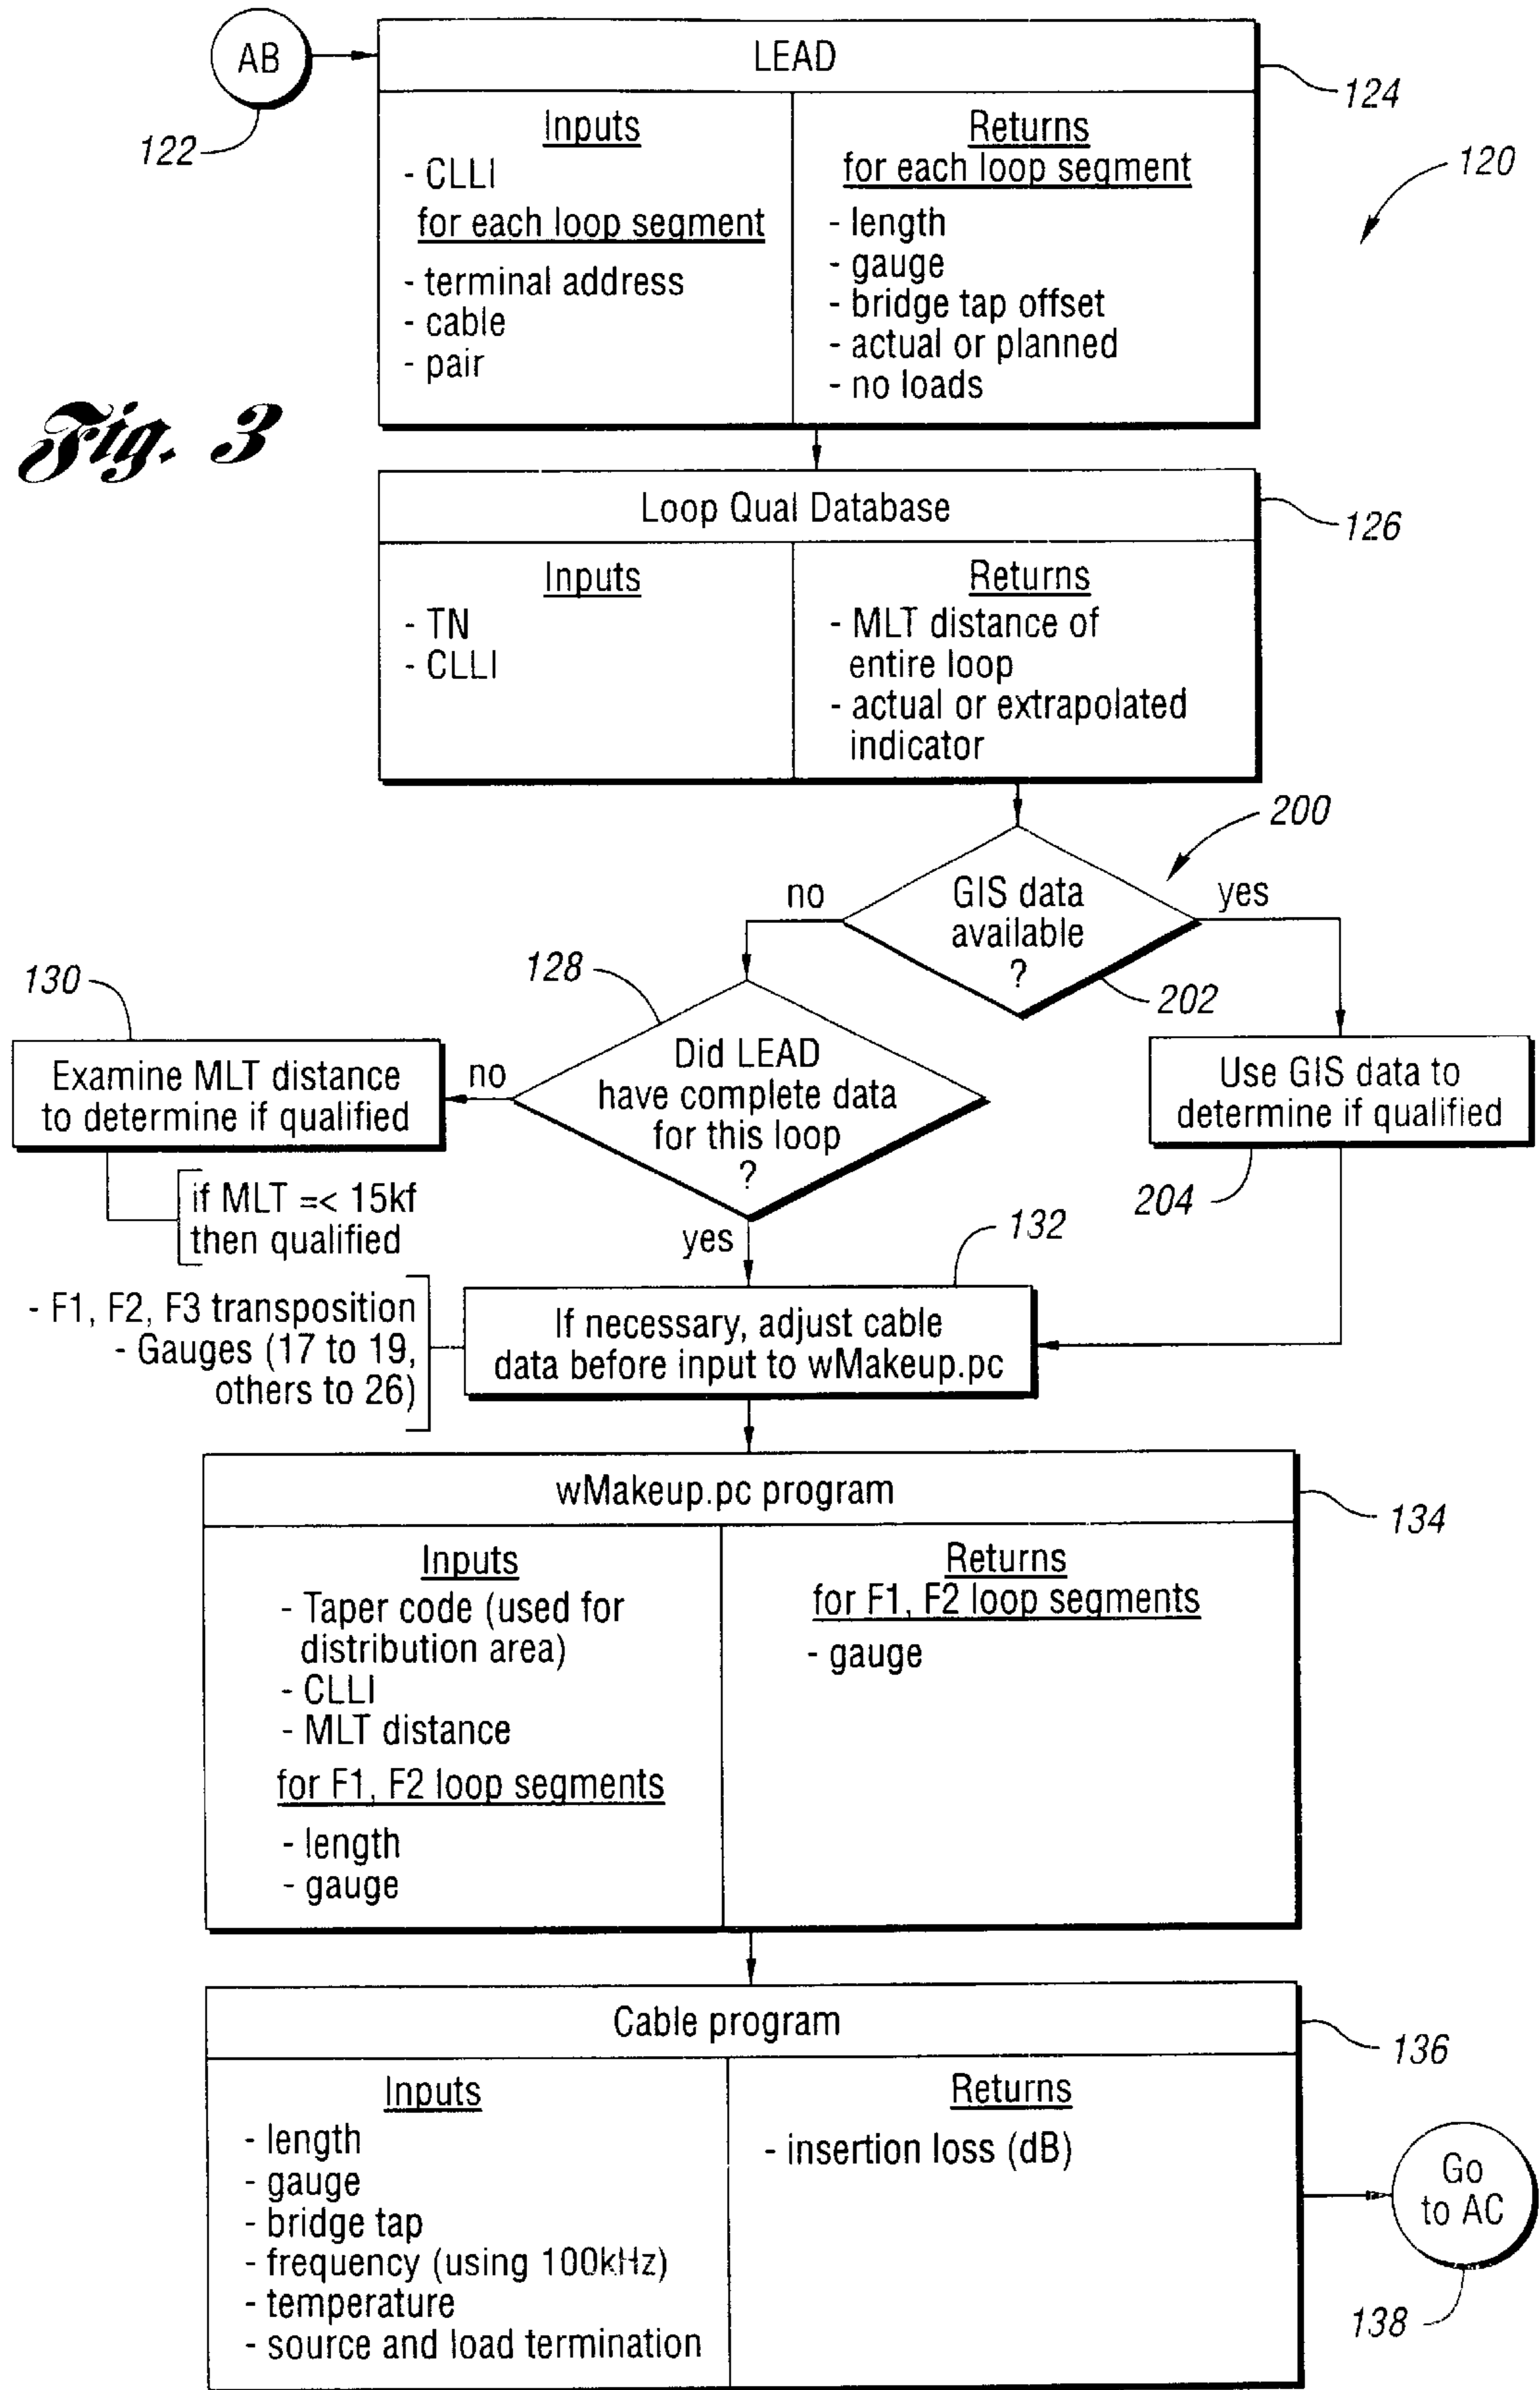 AB
122
LEAD
124
120
Inputs
- CLLI
for each loop segment
- terminal address
- cable
- pair
Returns
for each loop segment
- length
- gauge
- bridge tap offset
- actual or planned
- no loads
Fig. 3
Loop Qual Database
126
Inputs
- TN
- CLLI
Returns
- MLT distance of
entire loop
- actual or extrapolated
indicator
200
GIS data
available
?
no
yes
202
128
130
Did LEAD
have complete data
for this loop
?
no
yes
Examine MLT distance
to determine if qualified
if MLT =< 15kf
then qualified
Use GIS data to
determine if qualified
204
132
- F1, F2, F3 transposition
- Gauges (17 to 19,
others to 26)
If necessary, adjust cable
data before input to wMakeup.pc
wMakeup.pc program
134
Inputs
- Taper code (used for
distribution area)
- CLLI
- MLT distance
for F1, F2 loop segments
- length
- gauge
Returns
for F1, F2 loop segments
- gauge
Cable program
136
Inputs
- length
- gauge
- bridge tap
- frequency (using 100kHz)
- temperature
- source and load termination
Returns
- insertion loss (dB)
Go
to AC
138